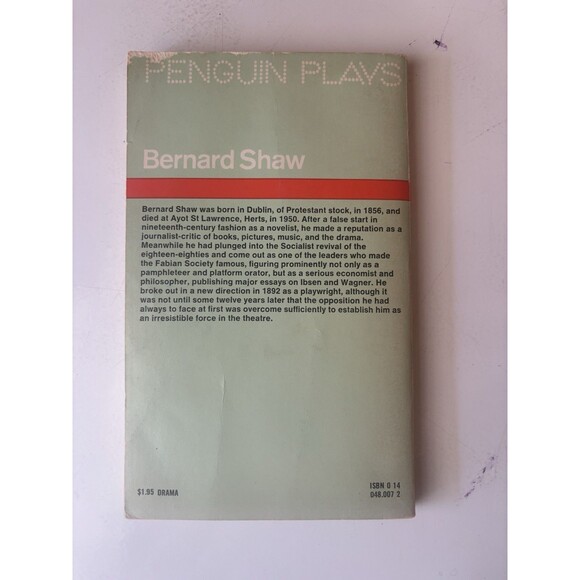 PENGUIN PLAYS
Bernard Shaw
Bernard Shaw was born in Dublin, of Protestant stock, in 1856, and
died at Ayot St Lawrence, Herts, in 1950. After a false start in
nineteenth-century fashion as a novelist, he made a reputation as a
journalist-critic of books, pictures, music, and the drama.
Meanwhile he had plunged into the Socialist revival of the
eighteen-eighties and come out as one of the leaders who made
the Fabian Society famous, figuring prominently not only as a
pamphleteer and platform orator, but as a serious economist and
philosopher, publishing major essays on Ibsen and Wagner. He
broke out in a new direction in 1892 as a playwright, although it
was not until some twelve years later that the opposition he had
always to face at first was overcome sufficiently to establish him as
an irresistible force in the theatre.
$1.95 DRAMA
ISBN 0 14
048.007 2